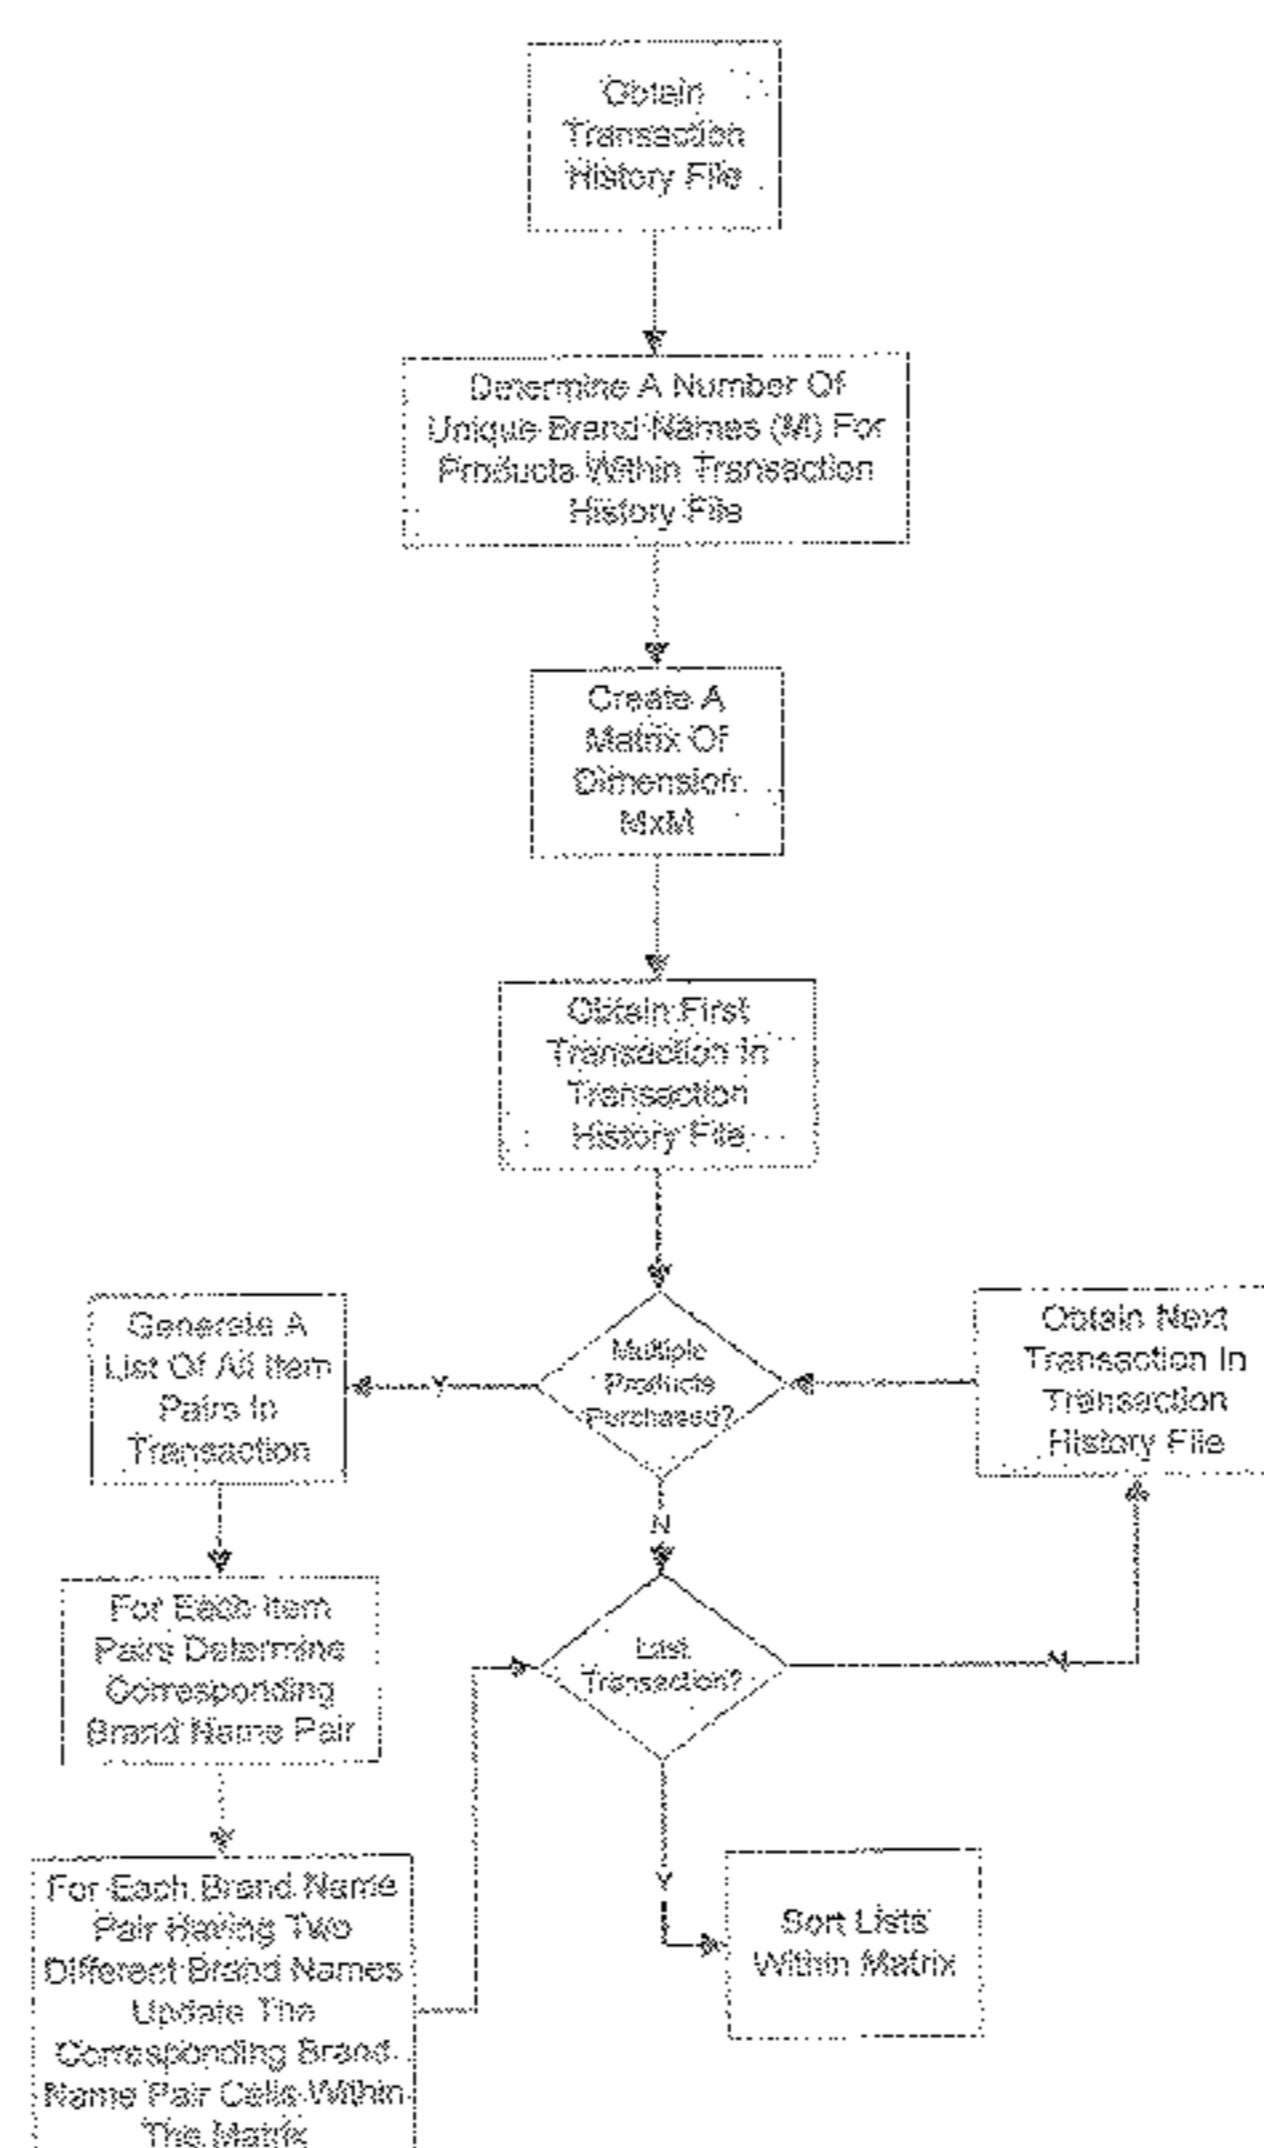 Obtain
Transaction
History File
Determine A Number Of
Unique Brand Names (M) For
Products Within Transaction
History File
Create A
Matrix Of
Dimension
MxM
Obtain First
Transaction In
Transaction
History File
Multiple
Products
Purchased?
Y
N
Generate A
List Of All Item
Pairs In
Transaction
Obtain Next
Transaction In
Transaction
History File
For Each Item
Pairs Determine
Corresponding
Brand Name Pair
Last
Transaction?
N
Y
For Each Brand Name
Pair Having Two
Different Brand Names
Update The
Corresponding Brand
Name Pair Cells Within
The Matrix
Sort Lists
Within Matrix